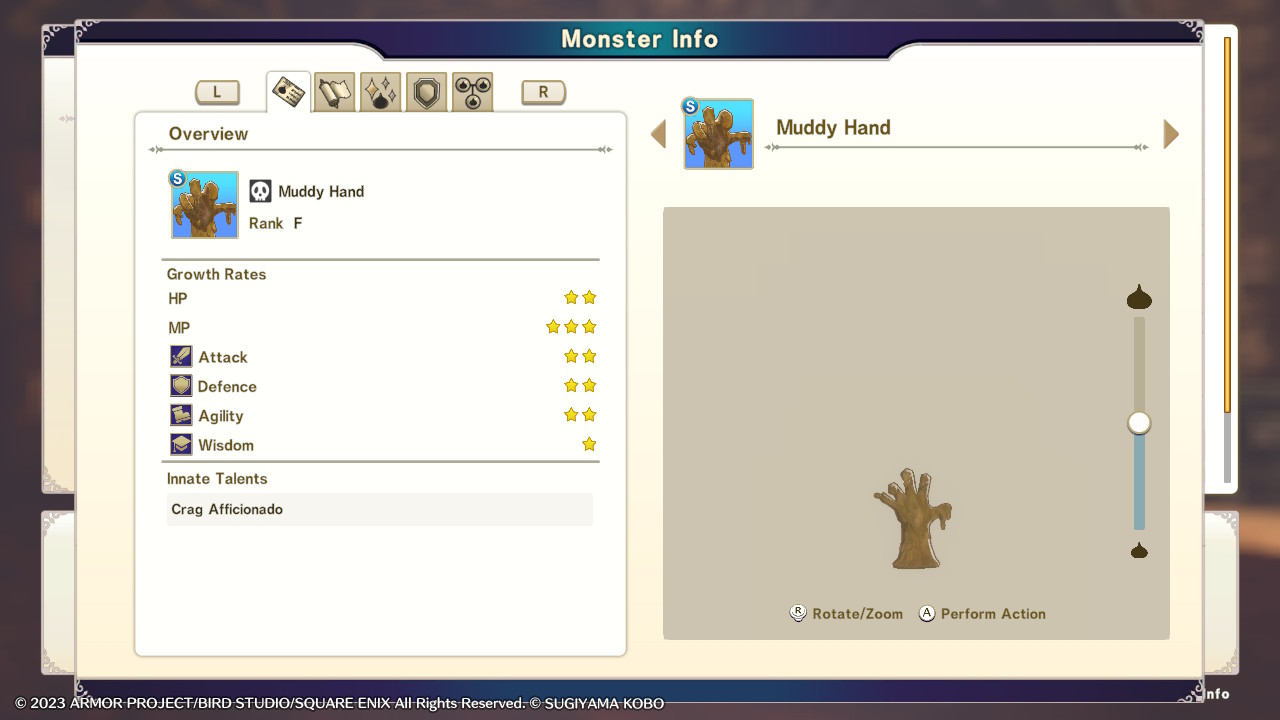 Monster Info
L
R
Overview
S
Muddy Hand
Rank F
Growth Rates
HP
MP
Attack
Defence
Agility
Wisdom
Innate Talents
Crag Afficionado
S
Muddy Hand
R Rotate/Zoom A Perform Action
nfo
© 2023 ARMOR PROJECT/BIRD STUDIO/SQUARE ENIX All Rights Reserved. © SUGIYAMA KOBO